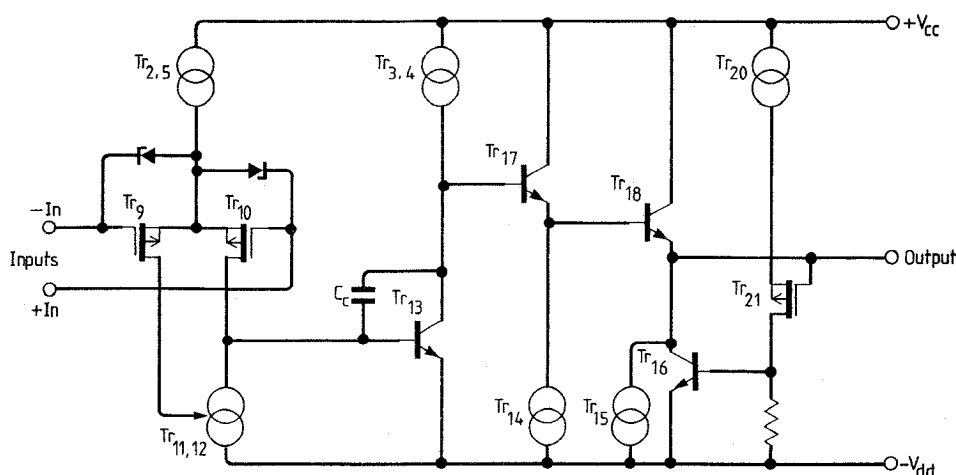 +Vcc
Tr2,5
Tr3,4
Tr20
Tr17
Tr18
Tr9
Tr10
-In
Inputs
+In
Output
Cc
Tr13
Tr21
Tr16
Tr11,12
Tr14
Tr15
-Vdd